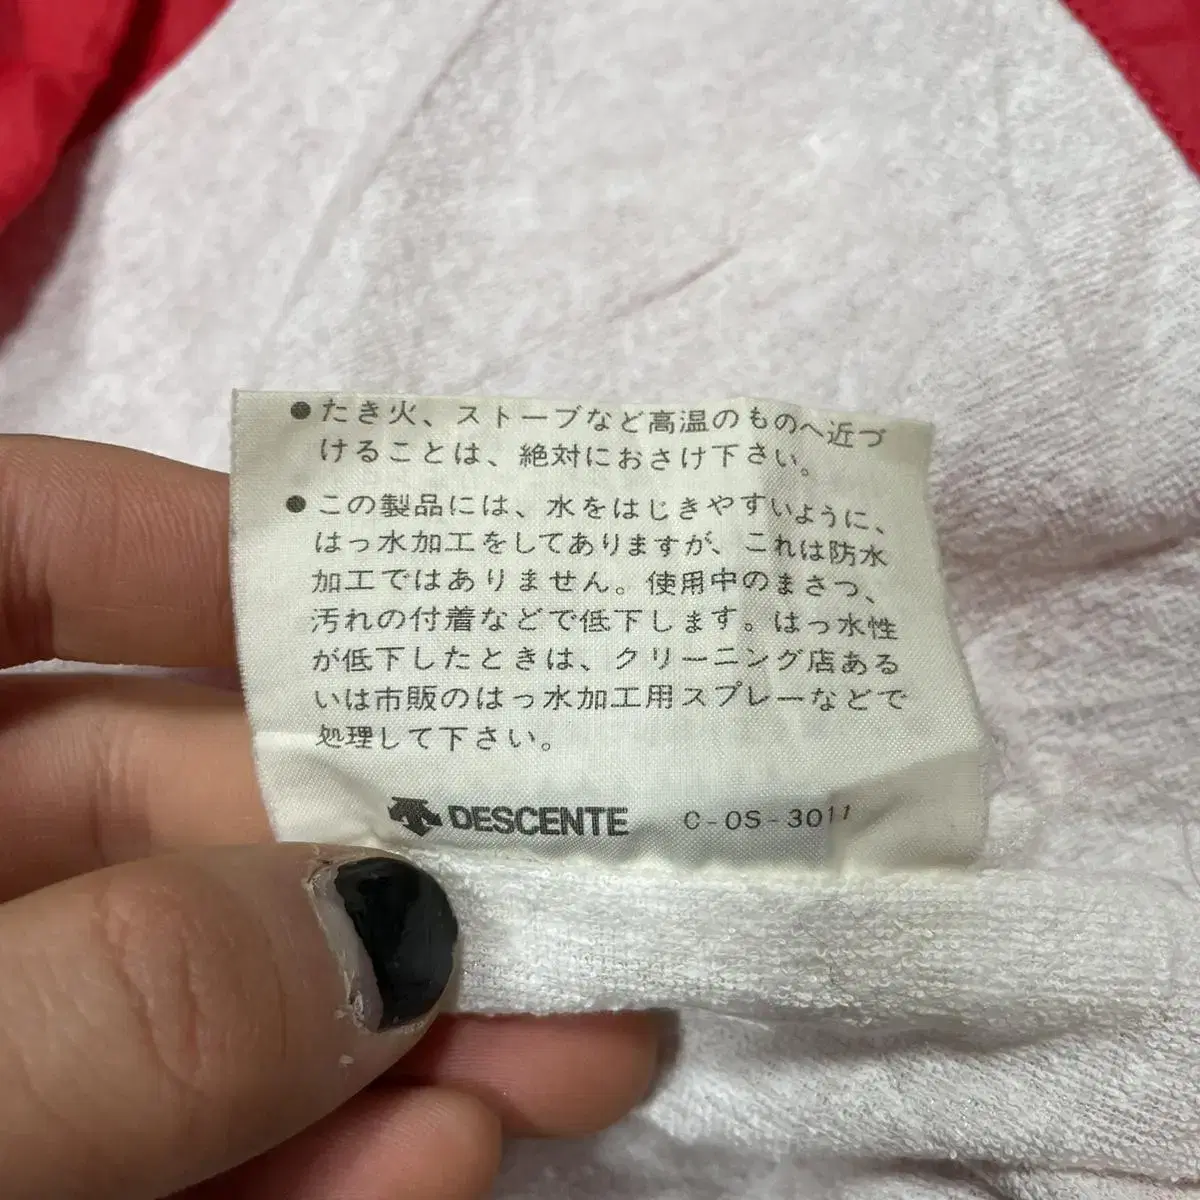 ●たき火、ストーブなど高温のものへ近づ
けることは、絶対におさけ下さい。
●この製品には、水をはじきやすいように、
はっ水加工をしてありますが、これは防水
加工ではありません。使用中のまさつ、
汚れの付着などで低下します。はっ水性
が低下したときは、クリーニング店ある
いは市販のはっ水加工用スプレーなどで
処理して下さい。
DESCENTE C-OS-3011